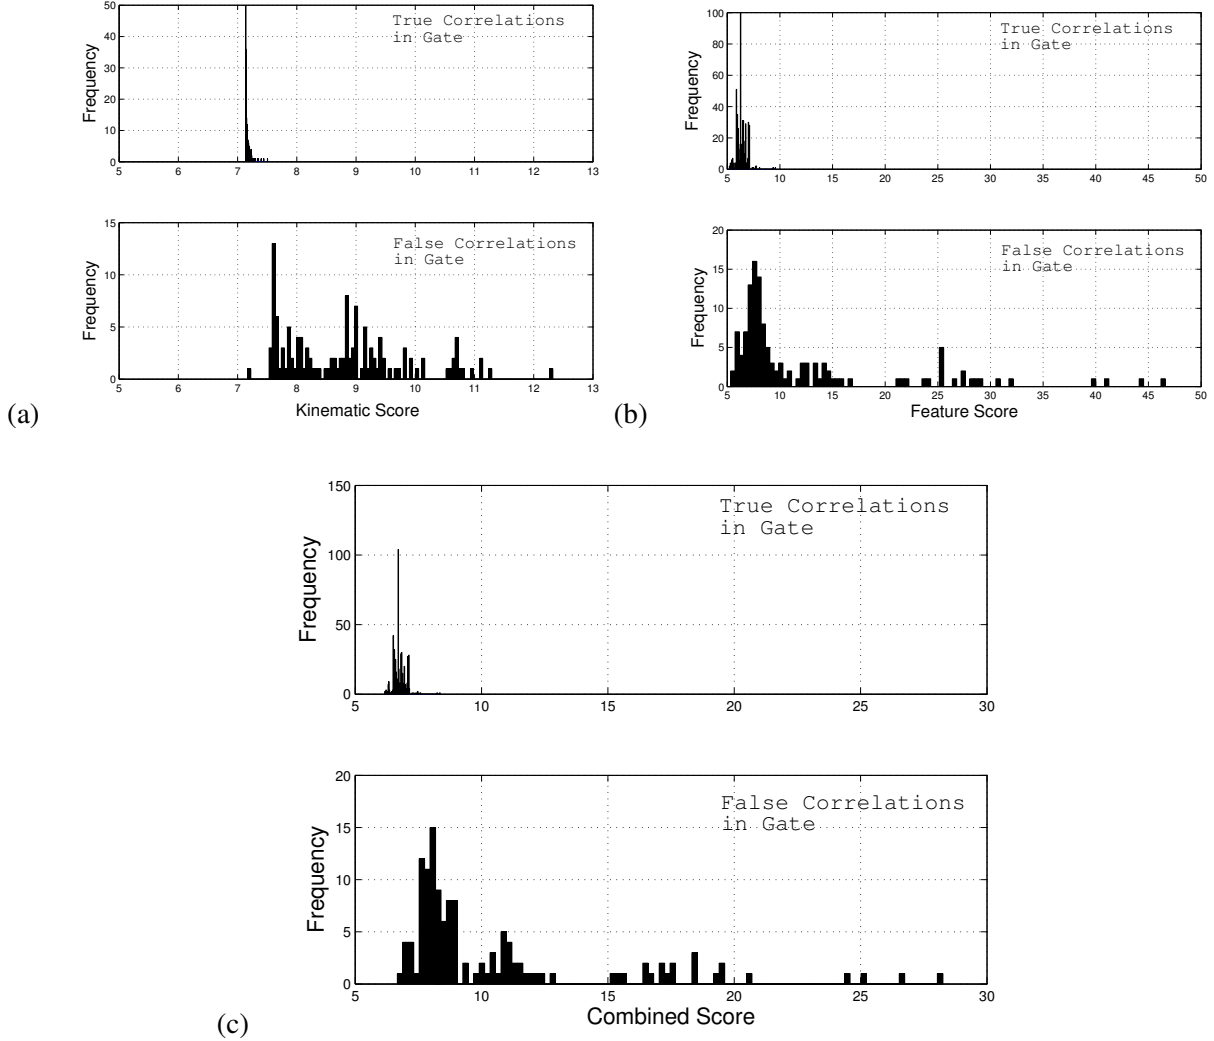 True Correlations
in Gate
Frequency
50
40
30
20
10
0
5 6 7 8 9 10 11 12 13
False Correlations
in Gate
Frequency
15
10
5
0
5 6 7 8 9 10 11 12 13
Kinematic Score
(a)
True Correlations
in Gate
Frequency
100
80
60
40
20
0
5 10 15 20 25 30 35 40 45 50
False Correlations
in Gate
Frequency
20
15
10
5
0
5 10 15 20 25 30 35 40 45 50
Feature Score
(b)
True Correlations
in Gate
Frequency
150
100
50
0
5 10 15 20 25 30
False Correlations
in Gate
Frequency
20
15
10
5
0
5 10 15 20 25 30
Combined Score
(c)